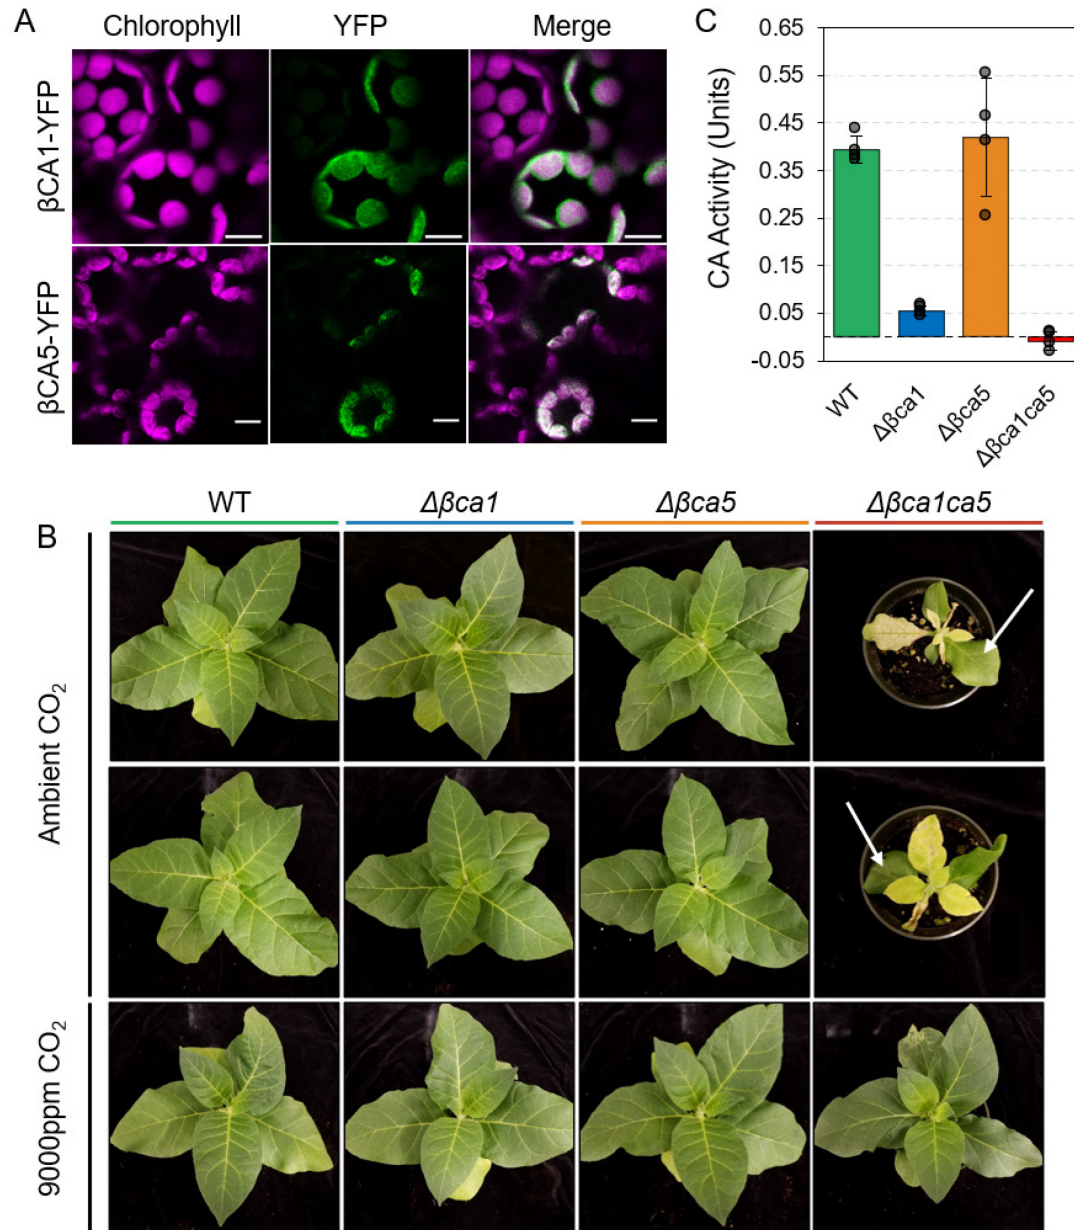 A
Chlorophyll
YFP
Merge
βCA1-YFP
βCA5-YFP
C
CA Activity (Units)
0.65
0.55
0.45
0.35
0.25
0.15
0.05
-0.05
WT
Δβca1
Δβca5
Δβca1ca5
B
WT
Δβca1
Δβca5
Δβca1ca5
Ambient CO₂
9000ppm CO₂